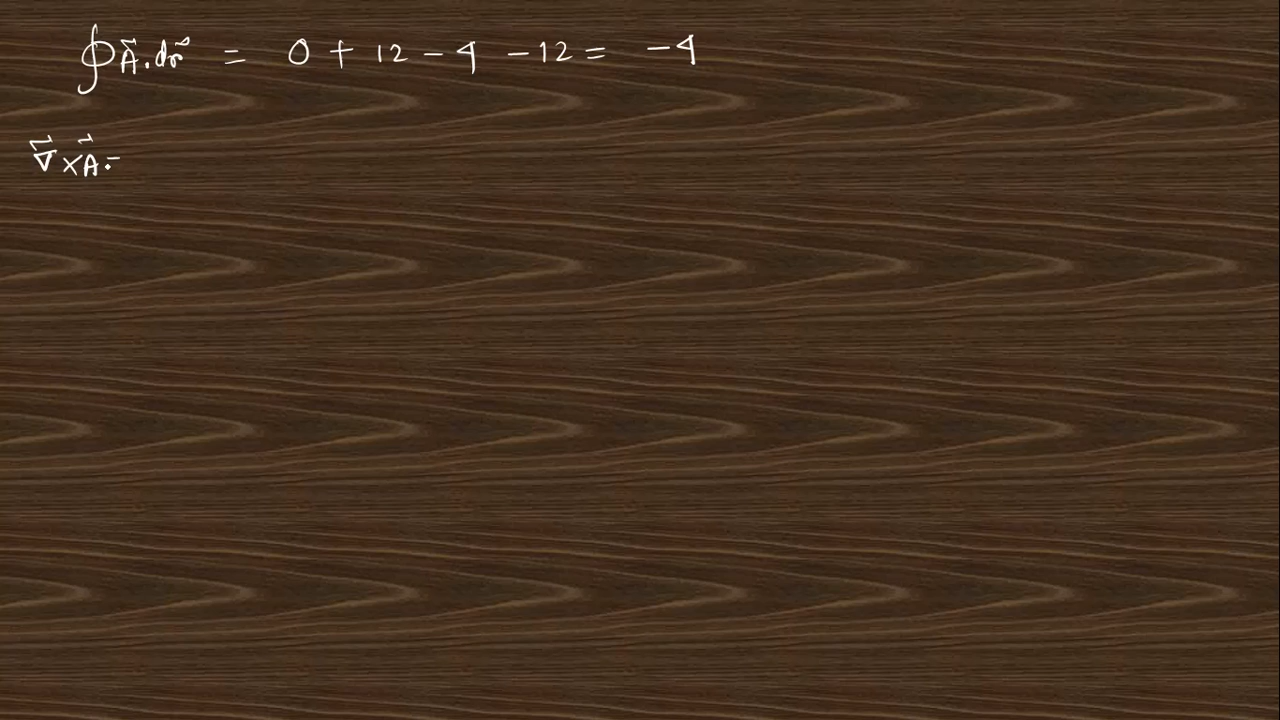 ∮ A⃗.dr⃗ = 0 + 12 - 4 - 12 = -4
∇⃗ × A⃗ =